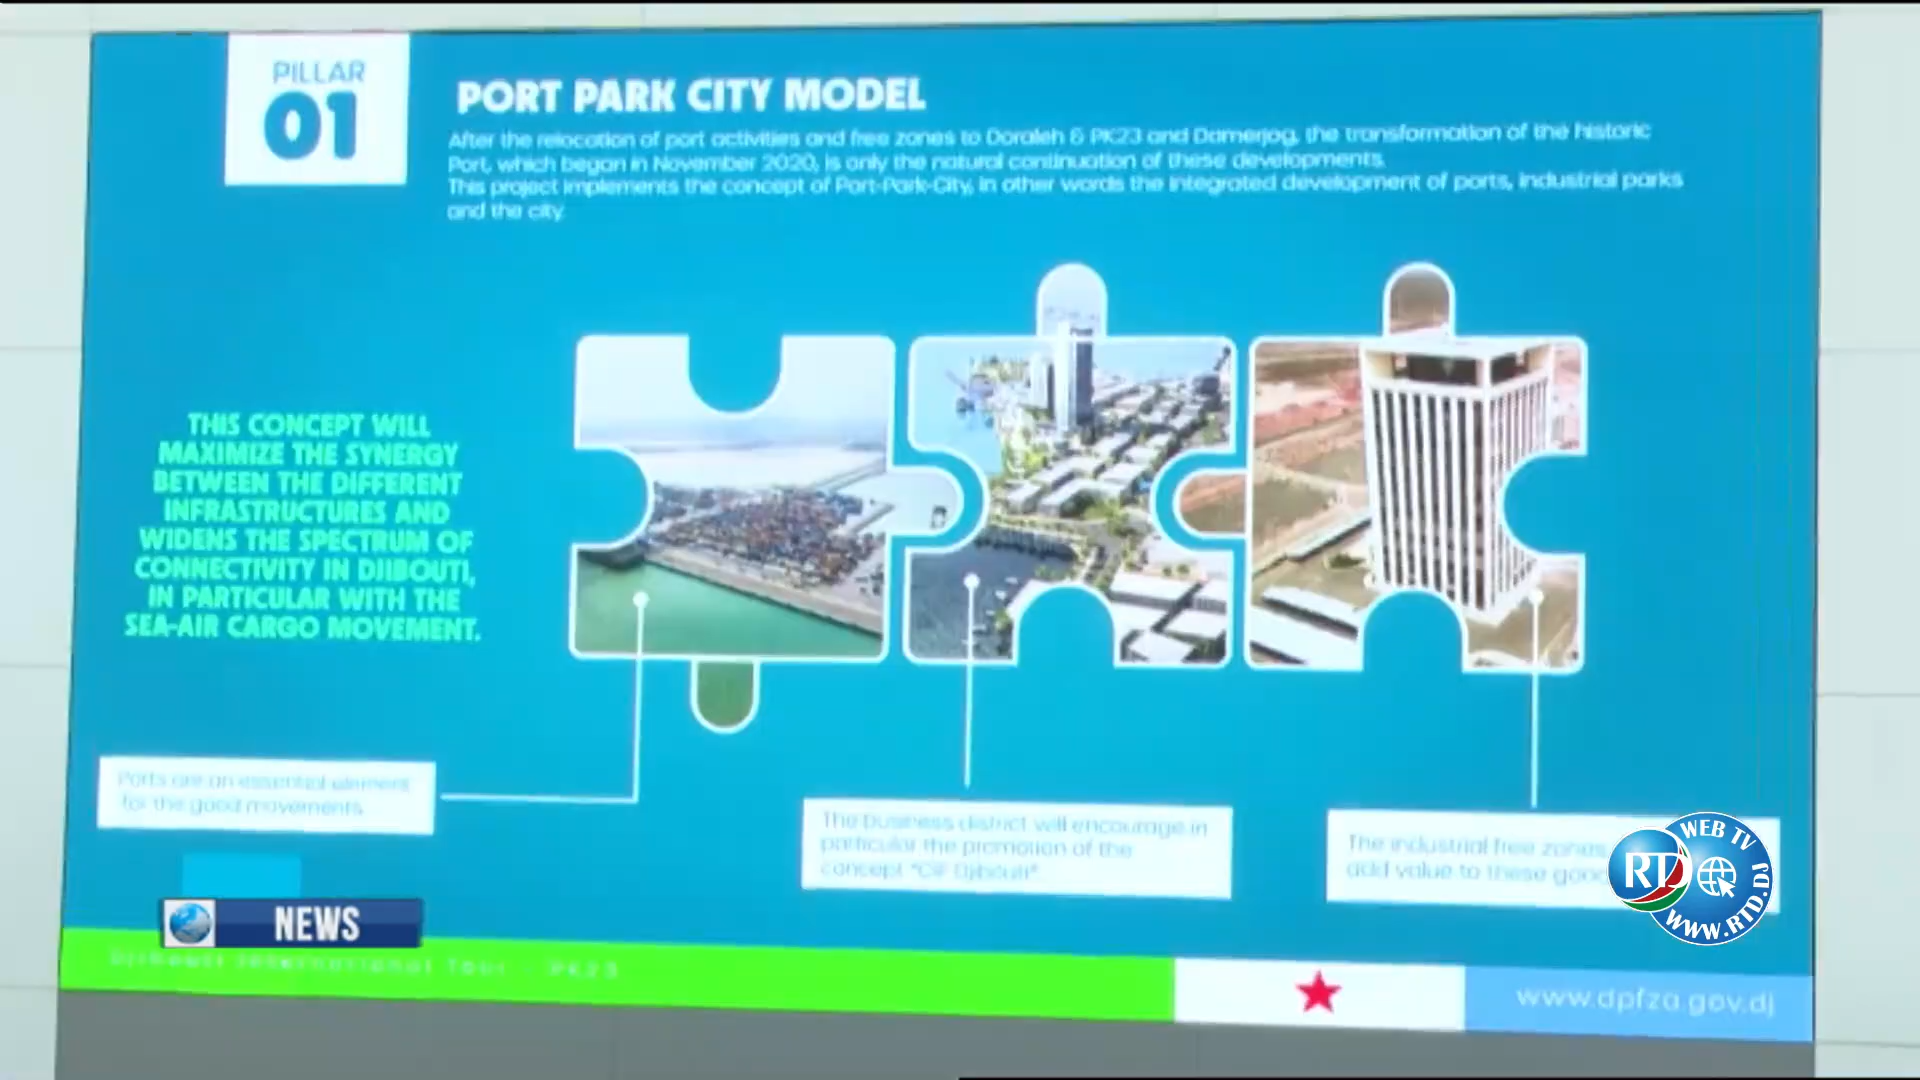 PILLAR
01
PORT PARK CITY MODEL
After the relocation of port activities and free zones to Doraleh & PK23 and Damerjog, the transformation of the historic
Port, which began in November 2020, is only the natural continuation of these developments.
This project implements the concept of Port-Park-City, in other words the integrated development of ports, industrial parks
and the city.
THIS CONCEPT WILL
MAXIMIZE THE SYNERGY
BETWEEN THE DIFFERENT
INFRASTRUCTURES AND
WIDENS THE SPECTRUM OF
CONNECTIVITY IN DJIBOUTI,
IN PARTICULAR WITH THE
SEA-AIR CARGO MOVEMENT.
Ports are an essential element
for the good movements
The business district will encourage in
particular the promotion of the
concept "CIF Djibouti"
The industrial free zones
add value to these
WEB TV
RTD
WWW.RTD.DJ
NEWS
Djibouti International Tour - PK23
www.dpfza.gov.dj